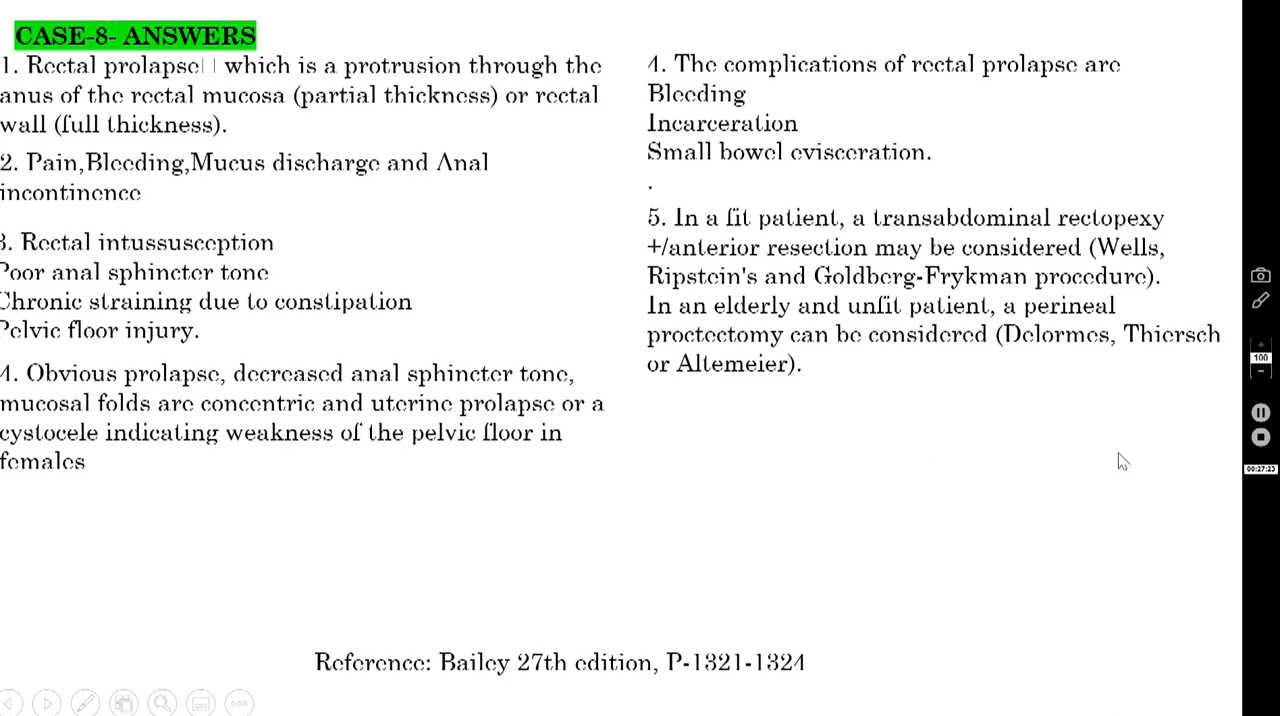 CASE-8- ANSWERS
1. Rectal prolapse which is a protrusion through the
anus of the rectal mucosa (partial thickness) or rectal
wall (full thickness).
2. Pain,Bleeding,Mucus discharge and Anal
incontinence
3. Rectal intussusception
Poor anal sphincter tone
Chronic straining due to constipation
Pelvic floor injury.
4. Obvious prolapse, decreased anal sphincter tone,
mucosal folds are concentric and uterine prolapse or a
cystocele indicating weakness of the pelvic floor in
females
4. The complications of rectal prolapse are
Bleeding
Incarceration
Small bowel evisceration.
.
5. In a fit patient, a transabdominal rectopexy
+/anterior resection may be considered (Wells,
Ripstein's and Goldberg-Frykman procedure).
In an elderly and unfit patient, a perineal
proctectomy can be considered (Delormes, Thiersch
or Altemeier).
Reference: Bailey 27th edition, P-1321-1324
100
00:27:23